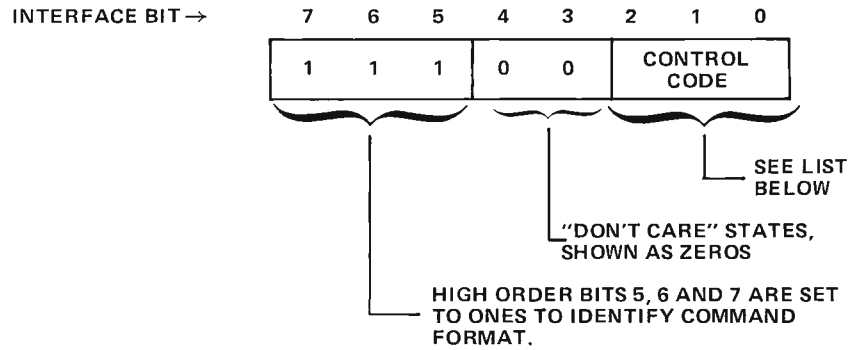 INTERFACE BIT → 7 6 5 4 3 2 1 0
1 1 1 0 0 CONTROL CODE
SEE LIST
BELOW
"DON'T CARE" STATES,
SHOWN AS ZEROS
HIGH ORDER BITS 5, 6 AND 7 ARE SET
TO ONES TO IDENTIFY COMMAND
FORMAT.